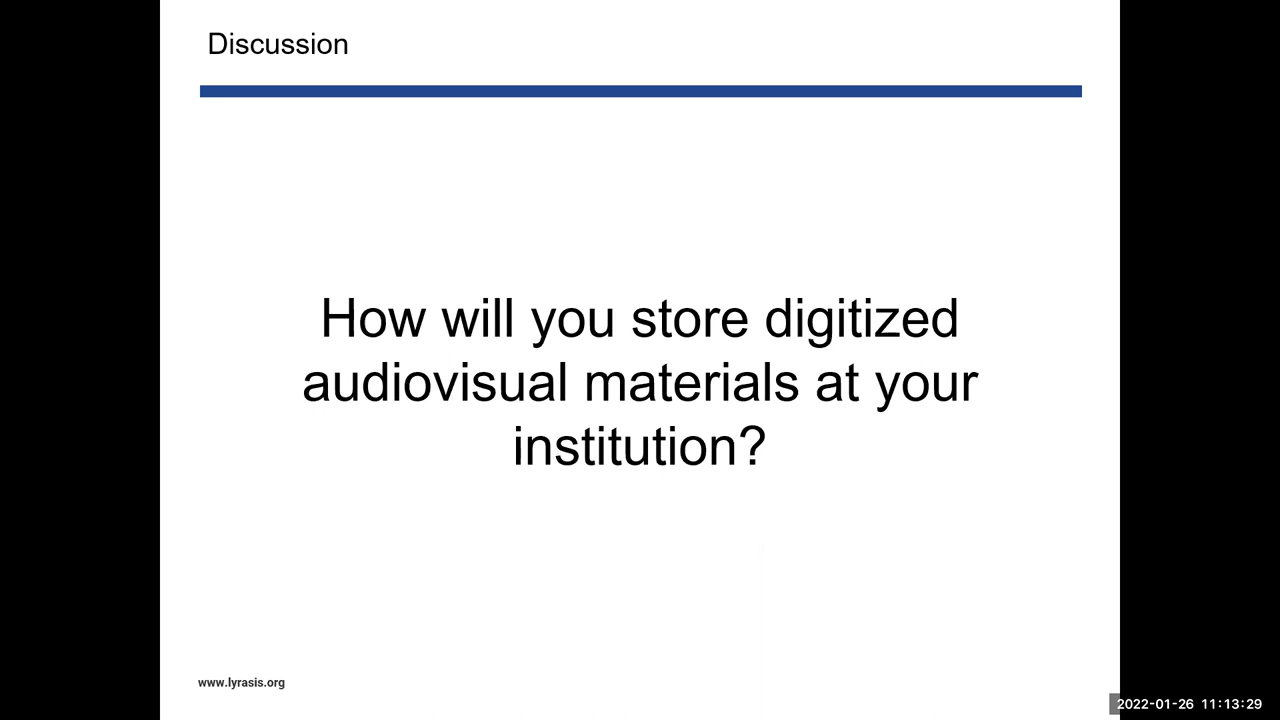 Discussion
How will you store digitized
audiovisual materials at your
institution?
www.lyrasis.org
2022-01-26 11:13:29